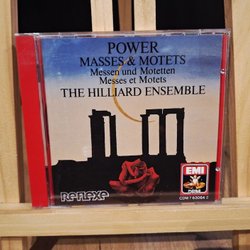 POWER
MASSES & MOTETS
Messen und Motetten
Messes et Motets
THE HILLIARD ENSEMBLE
Reflexe
EMI